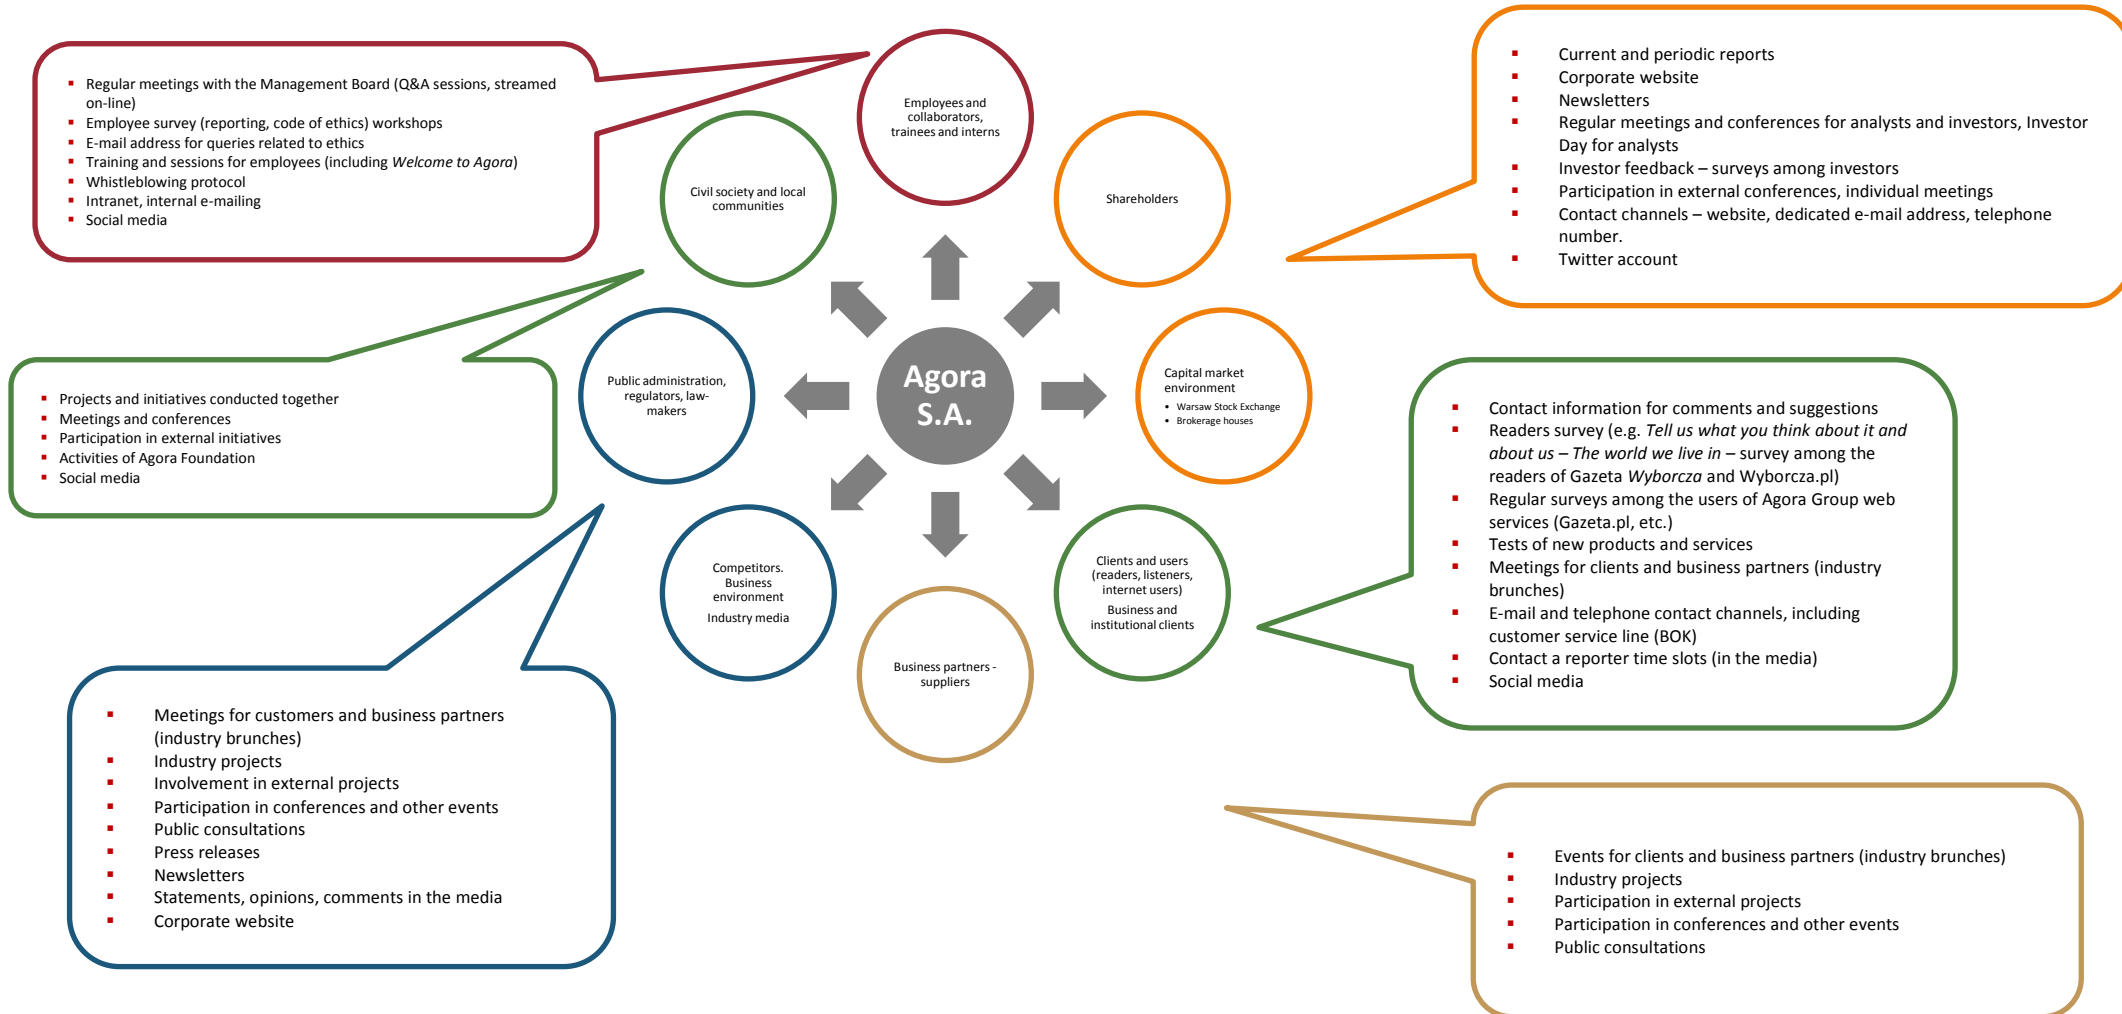 ▪ Regular meetings with the Management Board (Q&A sessions, streamed
on-line)
▪ Employee survey (reporting, code of ethics) workshops
▪ E-mail address for queries related to ethics
▪ Training and sessions for employees (including Welcome to Agora)
▪ Whistleblowing protocol
▪ Intranet, internal e-mailing
▪ Social media
Employees and
collaborators,
trainees and interns
▪ Current and periodic reports
▪ Corporate website
▪ Newsletters
▪ Regular meetings and conferences for analysts and investors, Investor
Day for analysts
▪ Investor feedback – surveys among investors
▪ Participation in external conferences, individual meetings
▪ Contact channels – website, dedicated e-mail address, telephone
number.
▪ Twitter account
Civil society and local
communities
Shareholders
▪ Projects and initiatives conducted together
▪ Meetings and conferences
▪ Participation in external initiatives
▪ Activities of Agora Foundation
▪ Social media
Public administration,
regulators, law-
makers
Agora
S.A.
Capital market
environment
• Warsaw Stock Exchange
• Brokerage houses
▪ Contact information for comments and suggestions
▪ Readers survey (e.g. Tell us what you think about it and
about us – The world we live in – survey among the
readers of Gazeta Wyborcza and Wyborcza.pl)
▪ Regular surveys among the users of Agora Group web
services (Gazeta.pl, etc.)
▪ Tests of new products and services
▪ Meetings for clients and business partners (industry
brunches)
▪ E-mail and telephone contact channels, including
customer service line (BOK)
▪ Contact a reporter time slots (in the media)
▪ Social media
Competitors.
Business
environment
Industry media
Clients and users
(readers, listeners,
internet users)
Business and
institutional clients
Business partners -
suppliers
▪ Meetings for customers and business partners
(industry brunches)
▪ Industry projects
▪ Involvement in external projects
▪ Participation in conferences and other events
▪ Public consultations
▪ Press releases
▪ Newsletters
▪ Statements, opinions, comments in the media
▪ Corporate website
▪ Events for clients and business partners (industry brunches)
▪ Industry projects
▪ Participation in external projects
▪ Participation in conferences and other events
▪ Public consultations